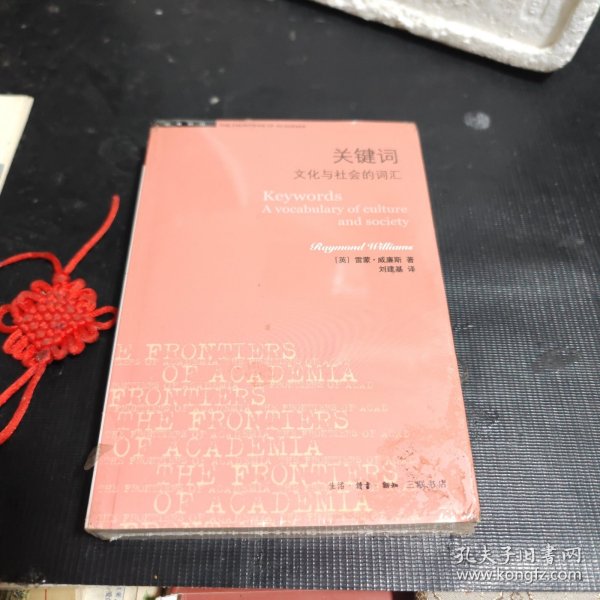 THE FRONTIERS OF ACADEMIA
关键词
文化与社会的词汇
Keywords
A vocabulary of culture
and society
Raymond Williams
［英］雷蒙·威廉斯 著
刘建基 译
HE FRONTIERS
OF ACADEMIA
FRONTIERS
THE FRONTIERS
OF ACADEMIA
THE FRONTIERS
OF ACADEMIA
生活·读书·新知 三联书店
孔夫子旧书网
www.kongfz.com